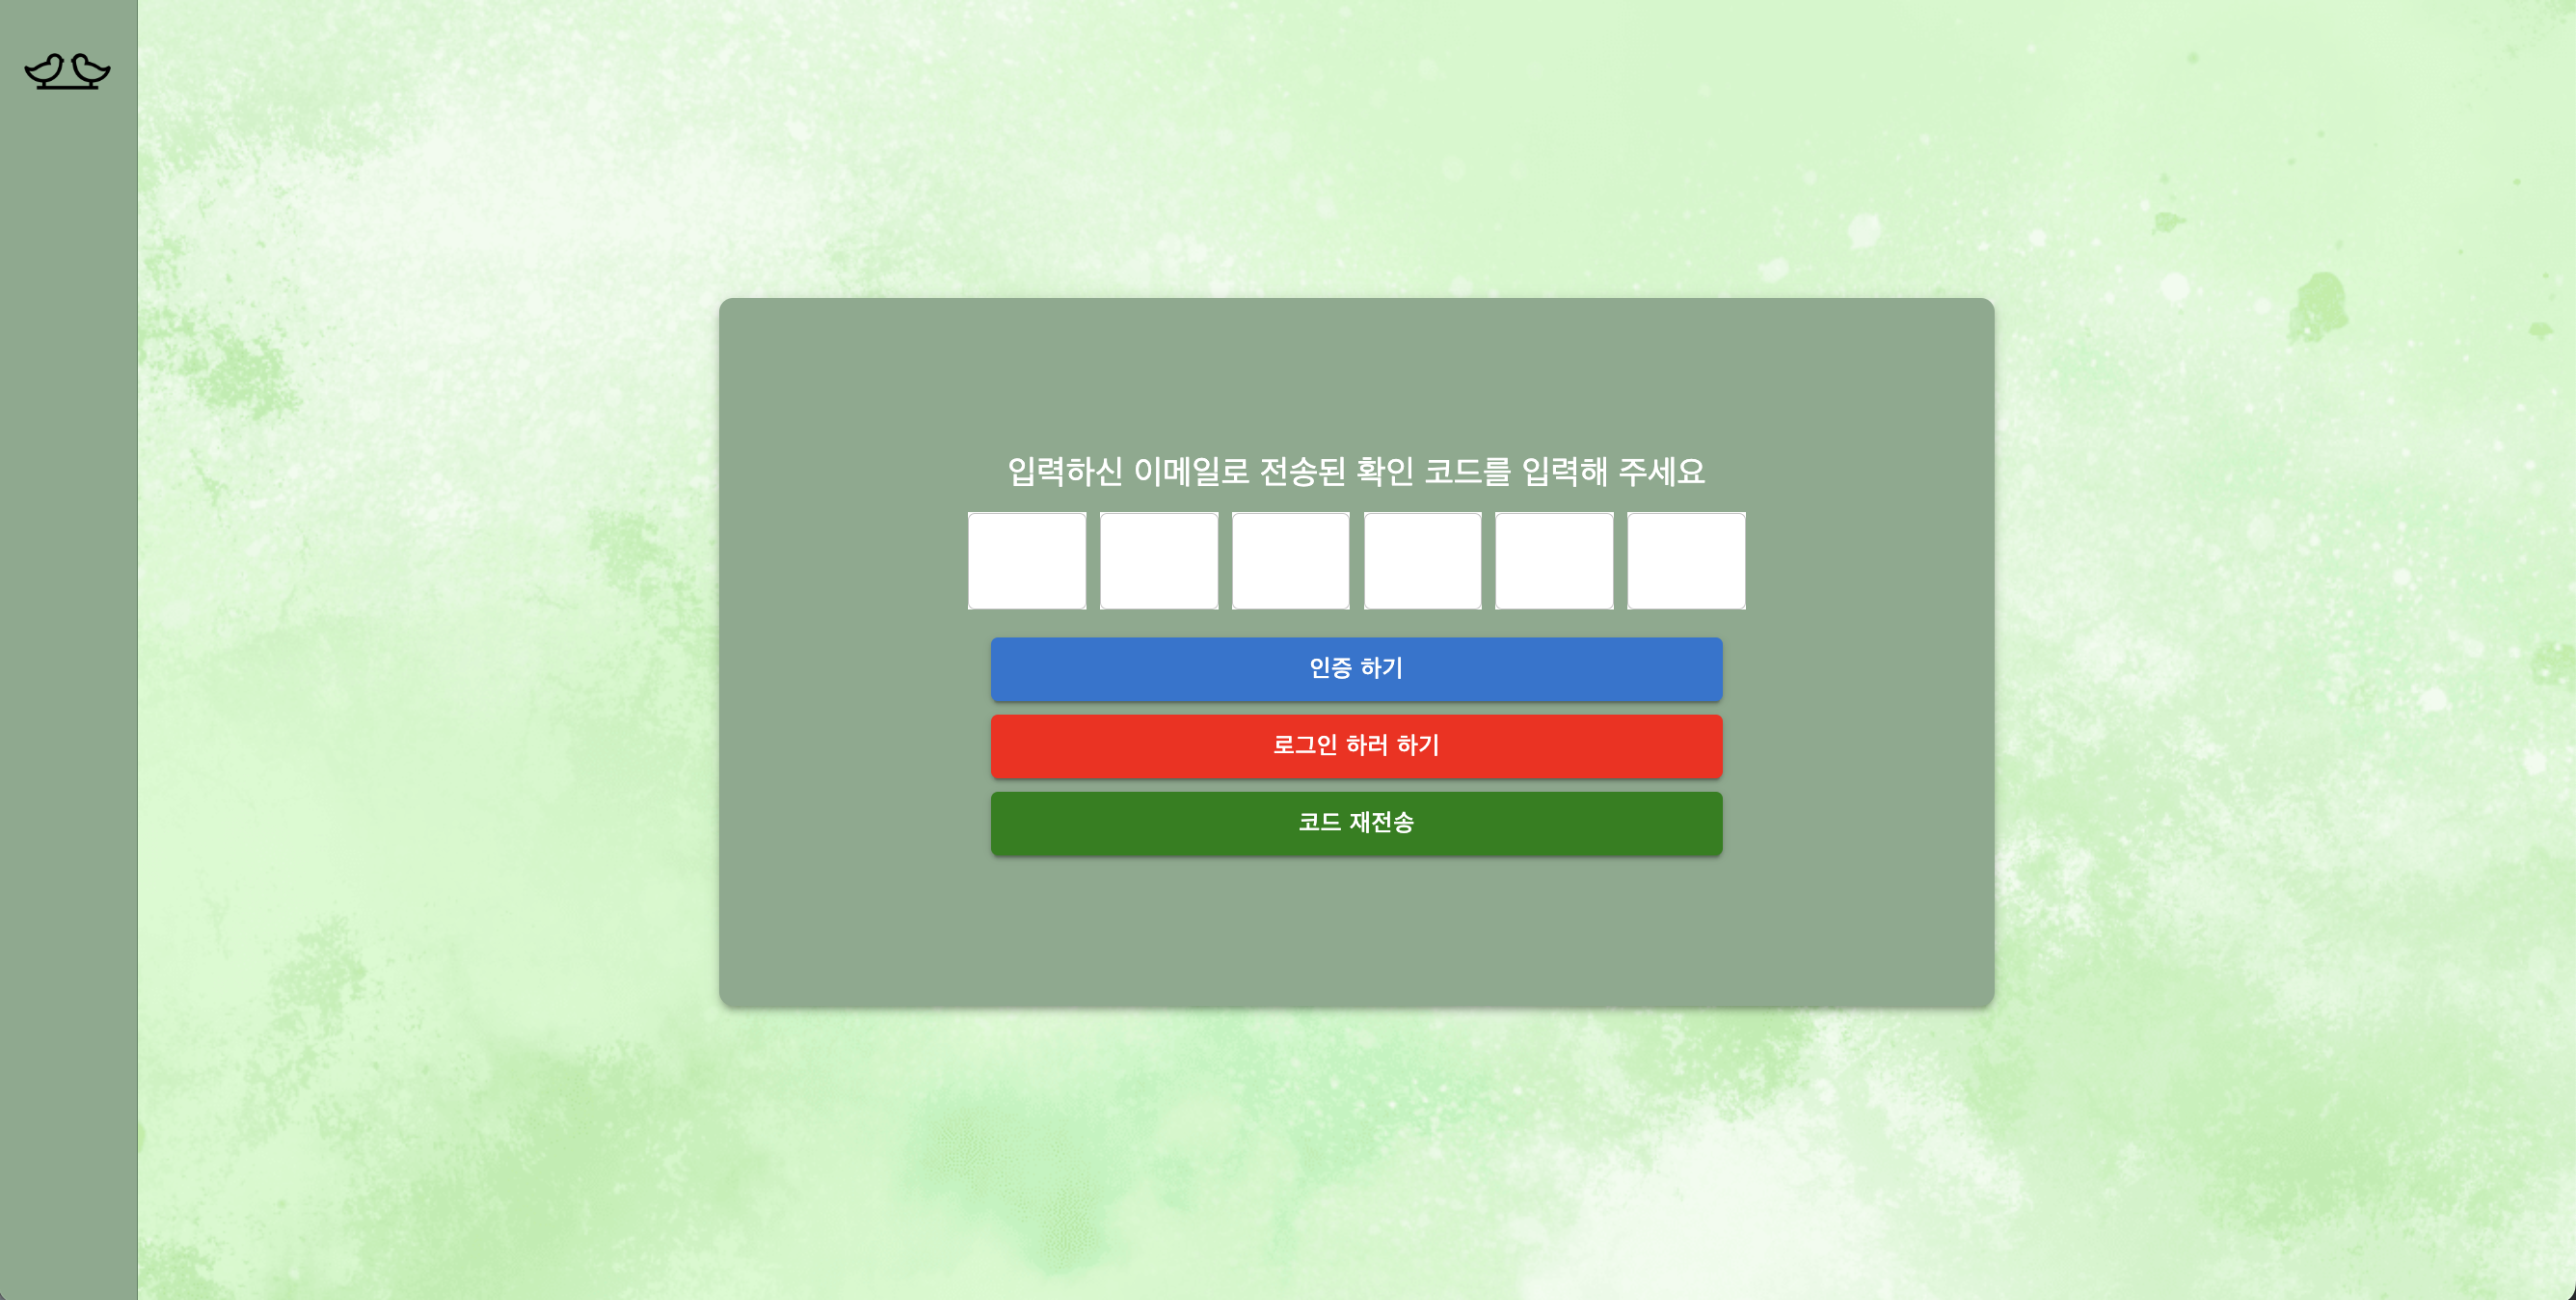 입력하신 이메일로 전송된 확인 코드를 입력해 주세요
인증 하기
로그인 하러 하기
코드 재전송